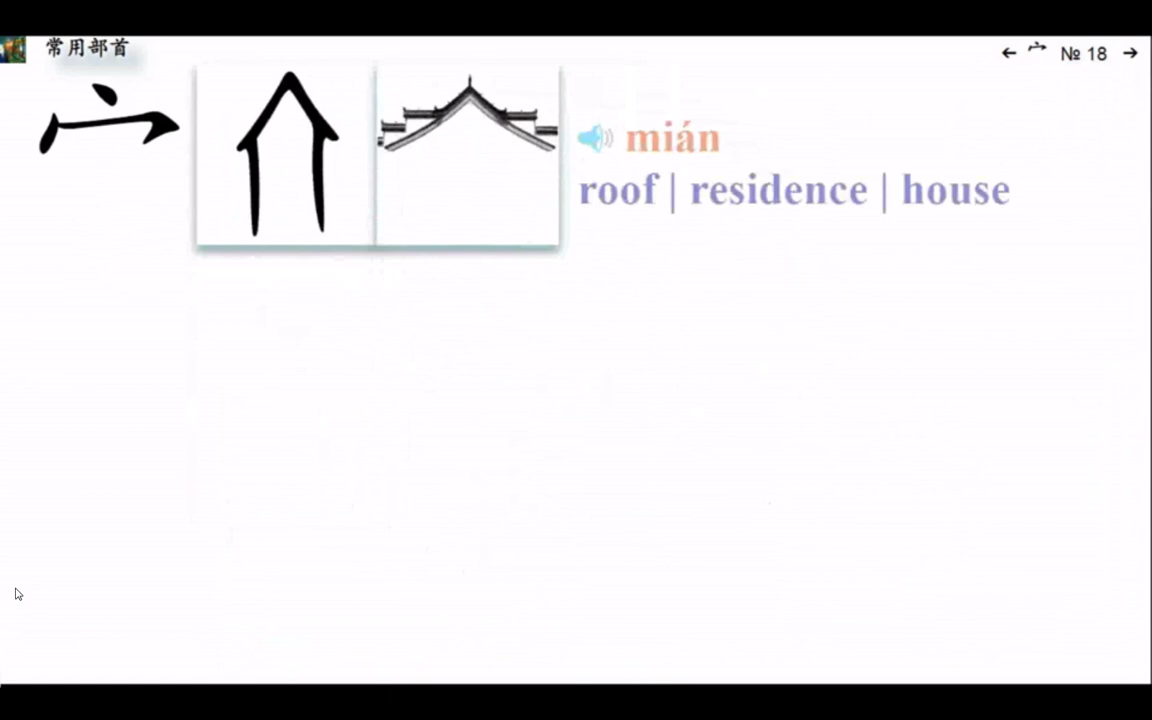 常用部首
← 宀 № 18 →
宀
mián
roof | residence | house